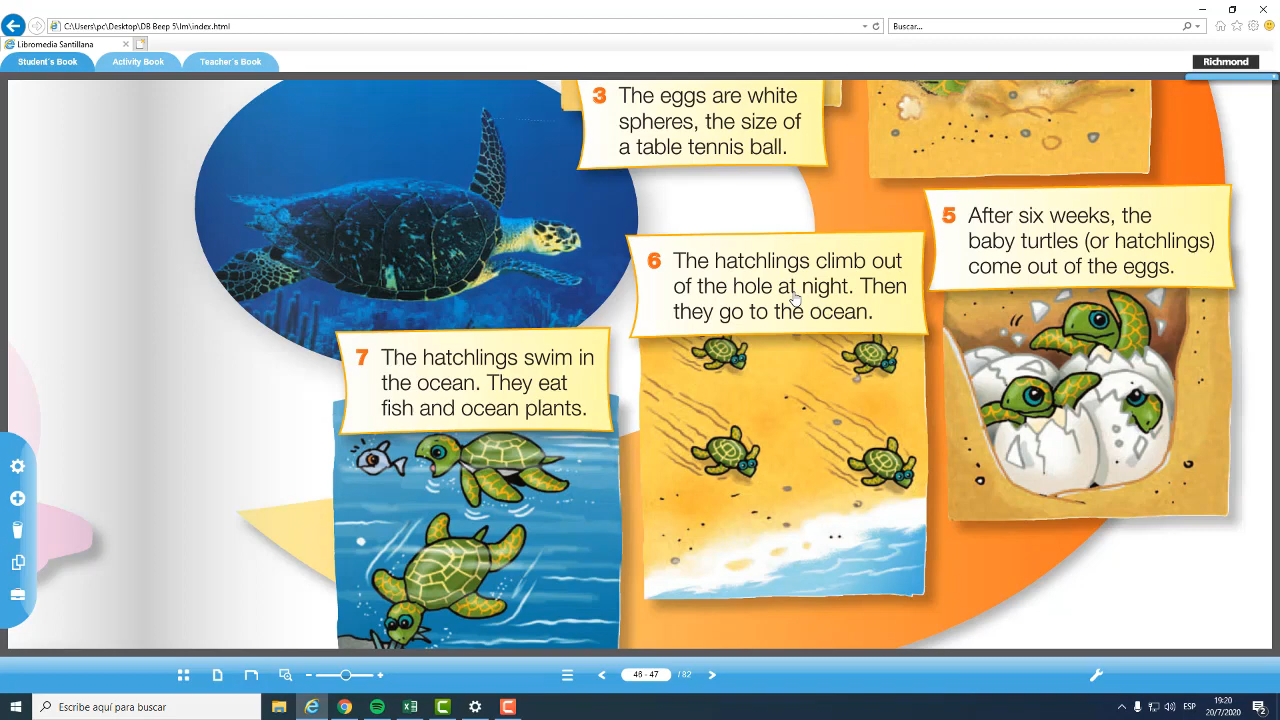 C:\Users\pc\Desktop\DB Beep 5\lm\index.html
Buscar...
Libromedia Santillana
Student´s Book
Activity Book
Teacher´s Book
Richmond
3 The eggs are white
spheres, the size of
a table tennis ball.
5 After six weeks, the
baby turtles (or hatchlings)
come out of the eggs.
6 The hatchlings climb out
of the hole at night. Then
they go to the ocean.
7 The hatchlings swim in
the ocean. They eat
fish and ocean plants.
46 - 47 / 82
Escribe aquí para buscar
ESP
19:20
20/7/2020
2